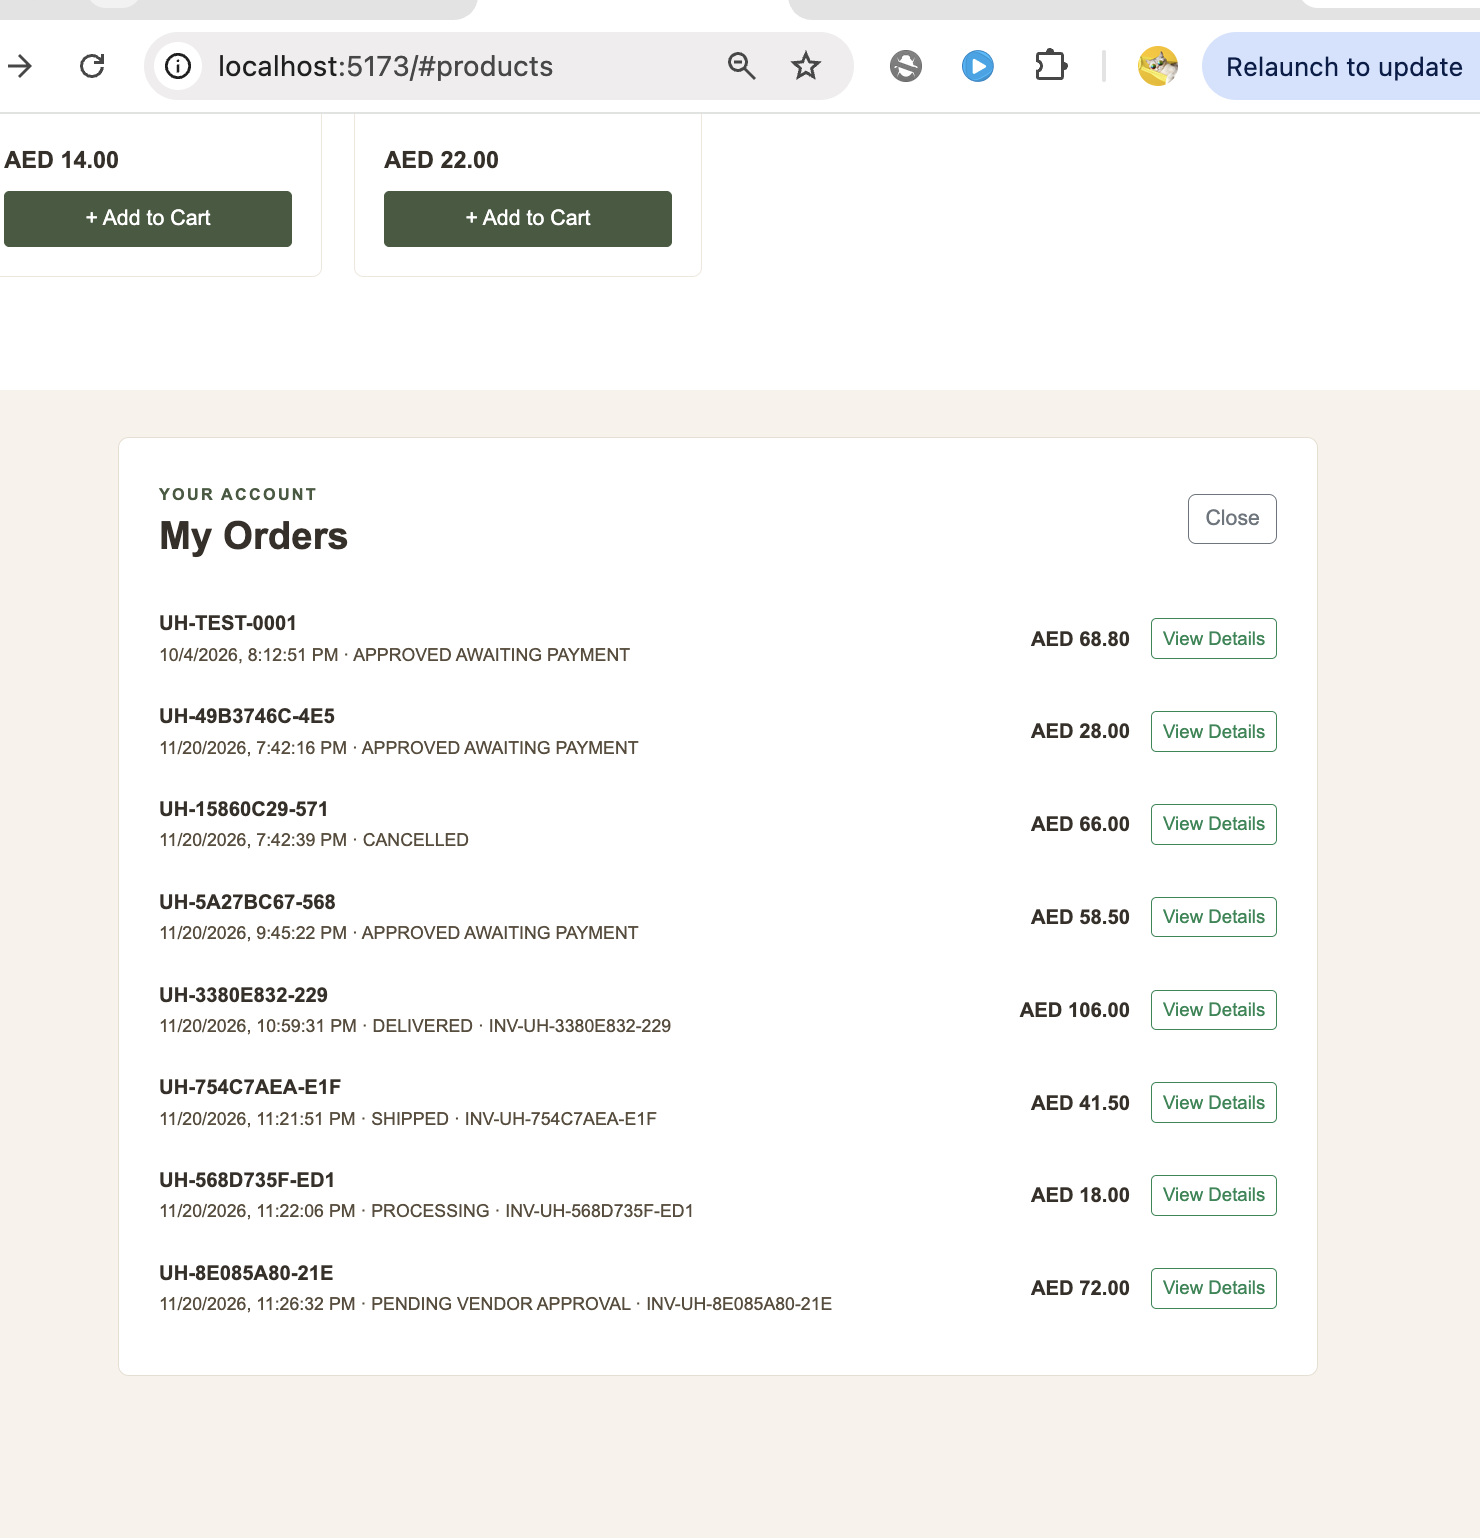 localhost:5173/#products
Relaunch to update
AED 14.00
AED 22.00
+ Add to Cart
+ Add to Cart
YOUR ACCOUNT
My Orders
Close
UH-TEST-0001
10/4/2026, 8:12:51 PM · APPROVED AWAITING PAYMENT
AED 68.80
View Details
UH-49B3746C-4E5
11/20/2026, 7:42:16 PM · APPROVED AWAITING PAYMENT
AED 28.00
View Details
UH-15860C29-571
11/20/2026, 7:42:39 PM · CANCELLED
AED 66.00
View Details
UH-5A27BC67-568
11/20/2026, 9:45:22 PM · APPROVED AWAITING PAYMENT
AED 58.50
View Details
UH-3380E832-229
11/20/2026, 10:59:31 PM · DELIVERED · INV-UH-3380E832-229
AED 106.00
View Details
UH-754C7AEA-E1F
11/20/2026, 11:21:51 PM · SHIPPED · INV-UH-754C7AEA-E1F
AED 41.50
View Details
UH-568D735F-ED1
11/20/2026, 11:22:06 PM · PROCESSING · INV-UH-568D735F-ED1
AED 18.00
View Details
UH-8E085A80-21E
11/20/2026, 11:26:32 PM · PENDING VENDOR APPROVAL · INV-UH-8E085A80-21E
AED 72.00
View Details